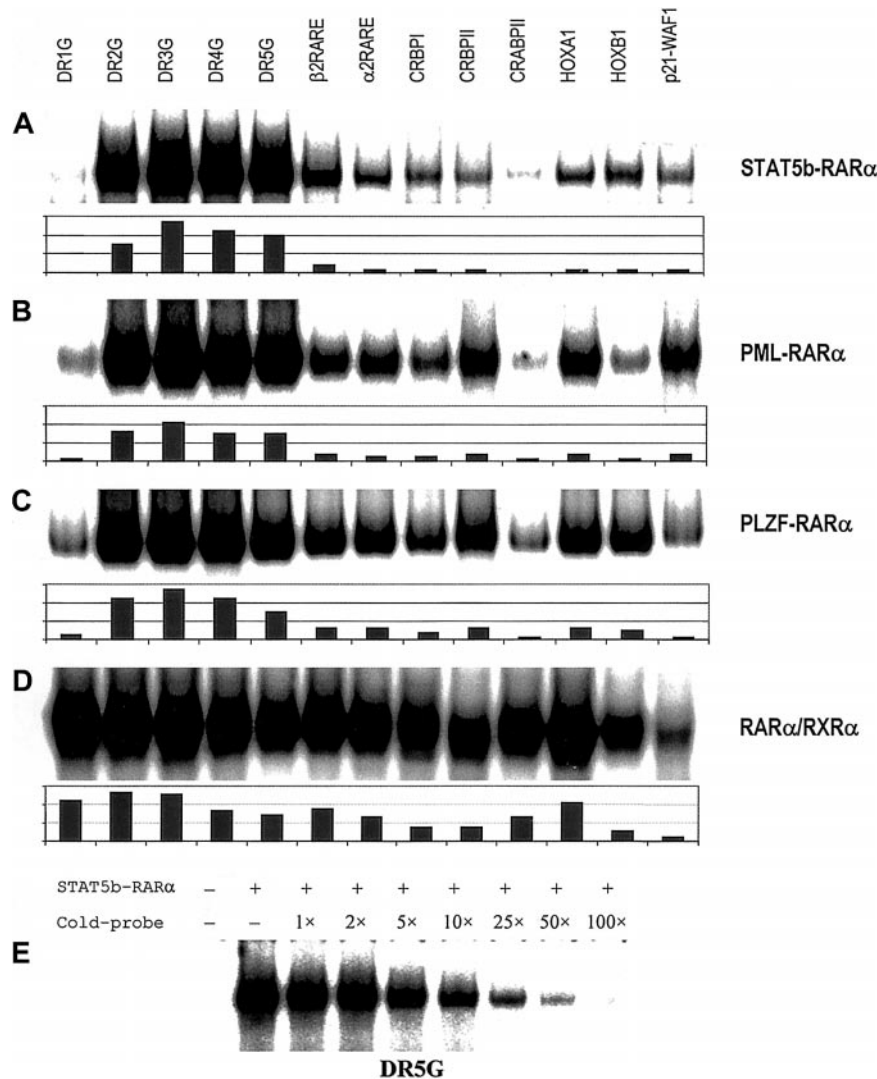 DR1G DR2G DR3G DR4G DR5G β2RARE α2RARE CRBPI CRBPII CRABPII HOXA1 HOXB1 p21-WAF1
A STAT5b-RARα
B PML-RARα
C PLZF-RARα
D RARα/RXRα
STAT5b-RARα – + + + + + + + +
Cold-probe – – 1× 2× 5× 10× 25× 50× 100×
E
DR5G